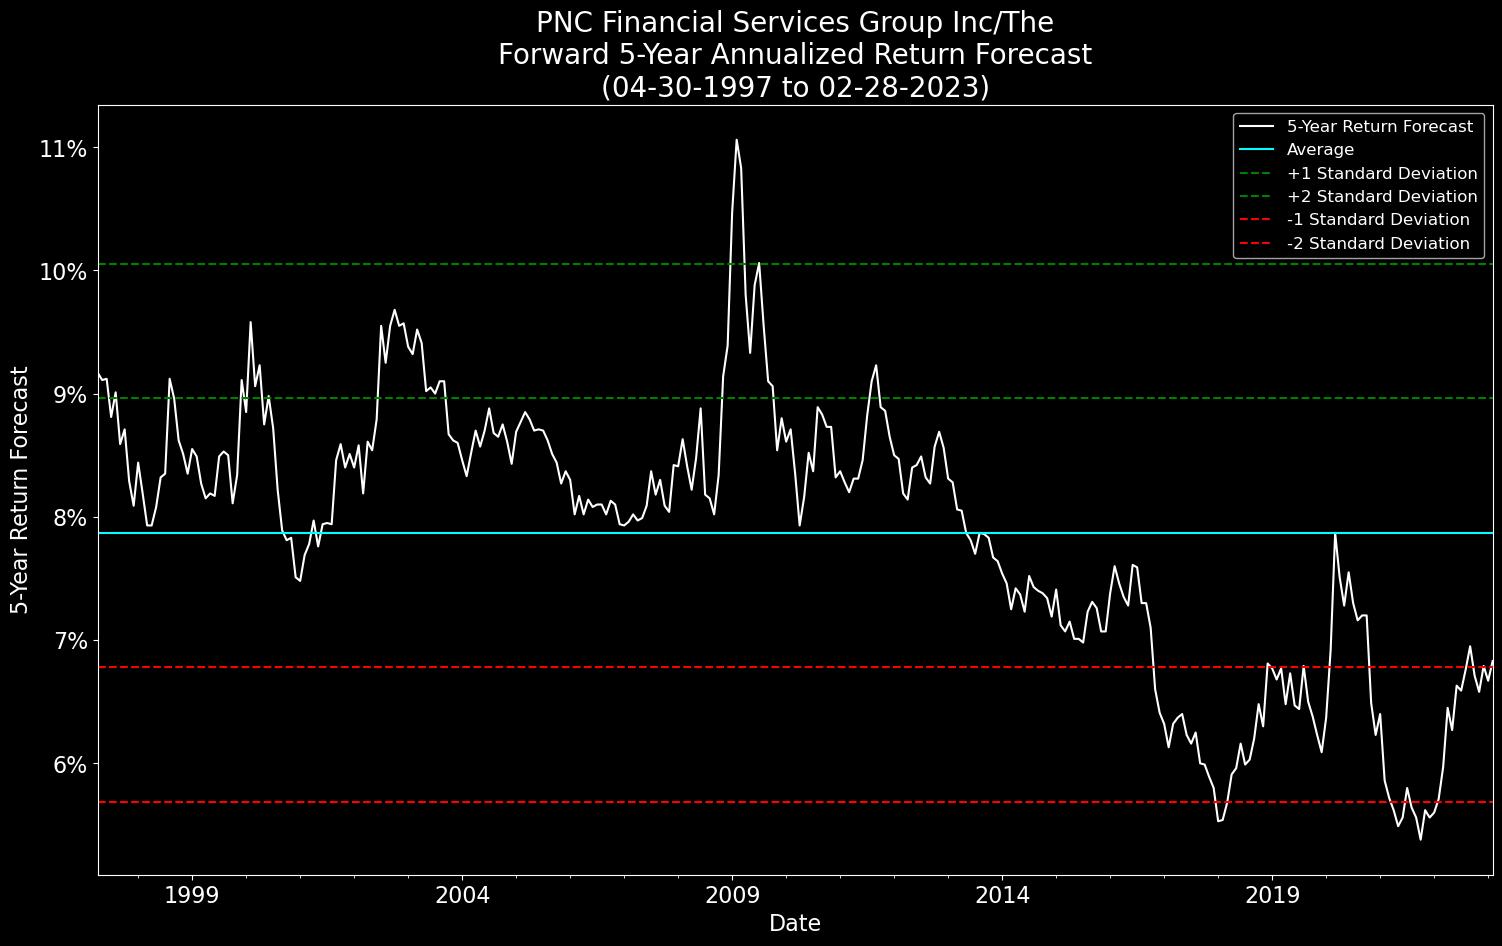 PNC Financial Services Group Inc/The
Forward 5-Year Annualized Return Forecast
(04-30-1997 to 02-28-2023)
5-Year Return Forecast
Average
+1 Standard Deviation
+2 Standard Deviation
-1 Standard Deviation
-2 Standard Deviation
5-Year Return Forecast
11%
10%
9%
8%
7%
6%
1999
2004
2009
2014
2019
Date